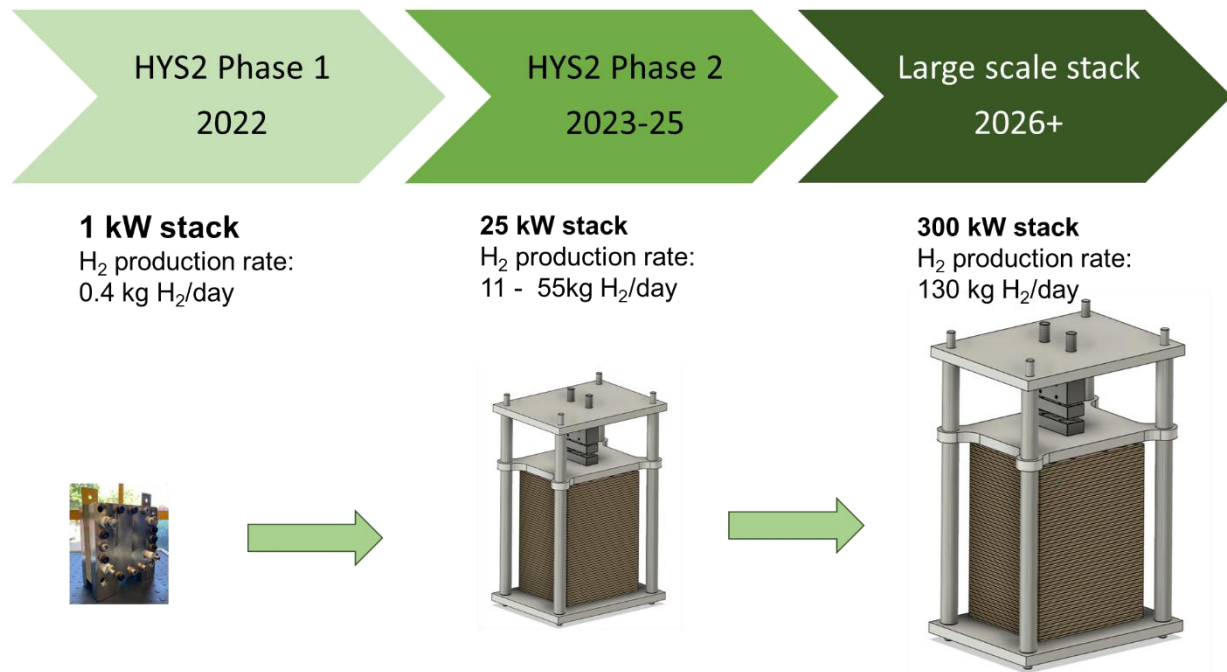 HYS2 Phase 1
2022
HYS2 Phase 2
2023-25
Large scale stack
2026+
1 kW stack
H₂ production rate:
0.4 kg H₂/day
25 kW stack
H₂ production rate:
11 -  55kg H₂/day
300 kW stack
H₂ production rate:
130 kg H₂/day